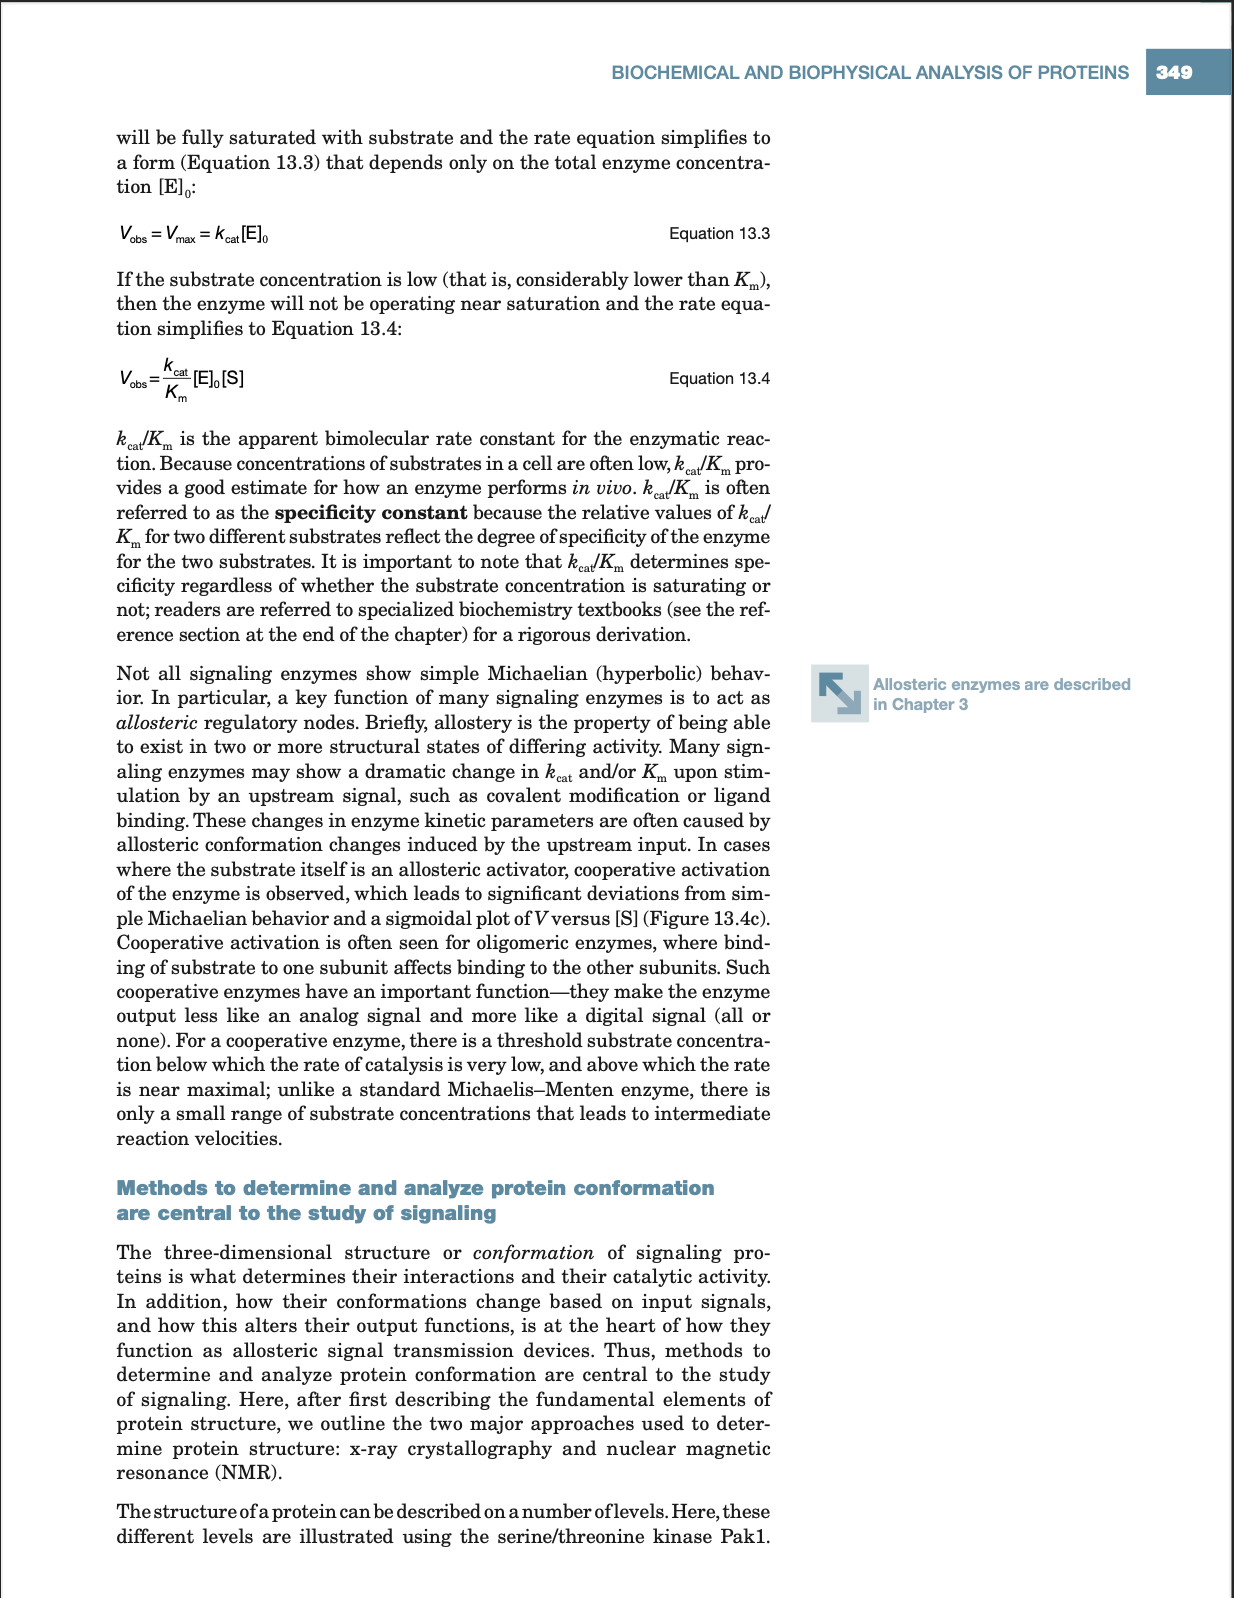 BIOCHEMICAL AND BIOPHYSICAL ANALYSIS OF PROTEINS 349
will be fully saturated with substrate and the rate equation simplifies to
a form (Equation 13.3) that depends only on the total enzyme concentra-
tion [E]₀:
V_obs = V_max = k_cat[E]₀ Equation 13.3
If the substrate concentration is low (that is, considerably lower than K_m),
then the enzyme will not be operating near saturation and the rate equa-
tion simplifies to Equation 13.4:
V_obs = k_cat/K_m [E]₀[S] Equation 13.4
k_cat/K_m is the apparent bimolecular rate constant for the enzymatic reac-
tion. Because concentrations of substrates in a cell are often low, k_cat/K_m pro-
vides a good estimate for how an enzyme performs in vivo. k_cat/K_m is often
referred to as the specificity constant because the relative values of k_cat/
K_m for two different substrates reflect the degree of specificity of the enzyme
for the two substrates. It is important to note that k_cat/K_m determines spe-
cificity regardless of whether the substrate concentration is saturating or
not; readers are referred to specialized biochemistry textbooks (see the ref-
erence section at the end of the chapter) for a rigorous derivation.
Not all signaling enzymes show simple Michaelian (hyperbolic) behav-
ior. In particular, a key function of many signaling enzymes is to act as
allosteric regulatory nodes. Briefly, allostery is the property of being able
to exist in two or more structural states of differing activity. Many sign-
aling enzymes may show a dramatic change in k_cat and/or K_m upon stim-
ulation by an upstream signal, such as covalent modification or ligand
binding. These changes in enzyme kinetic parameters are often caused by
allosteric conformation changes induced by the upstream input. In cases
where the substrate itself is an allosteric activator, cooperative activation
of the enzyme is observed, which leads to significant deviations from sim-
ple Michaelian behavior and a sigmoidal plot of V versus [S] (Figure 13.4c).
Cooperative activation is often seen for oligomeric enzymes, where bind-
ing of substrate to one subunit affects binding to the other subunits. Such
cooperative enzymes have an important function—they make the enzyme
output less like an analog signal and more like a digital signal (all or
none). For a cooperative enzyme, there is a threshold substrate concentra-
tion below which the rate of catalysis is very low, and above which the rate
is near maximal; unlike a standard Michaelis–Menten enzyme, there is
only a small range of substrate concentrations that leads to intermediate
reaction velocities.
Allosteric enzymes are described
in Chapter 3
Methods to determine and analyze protein conformation
are central to the study of signaling
The three-dimensional structure or conformation of signaling pro-
teins is what determines their interactions and their catalytic activity.
In addition, how their conformations change based on input signals,
and how this alters their output functions, is at the heart of how they
function as allosteric signal transmission devices. Thus, methods to
determine and analyze protein conformation are central to the study
of signaling. Here, after first describing the fundamental elements of
protein structure, we outline the two major approaches used to deter-
mine protein structure: x-ray crystallography and nuclear magnetic
resonance (NMR).
The structure of a protein can be described on a number of levels. Here, these
different levels are illustrated using the serine/threonine kinase Pak1.